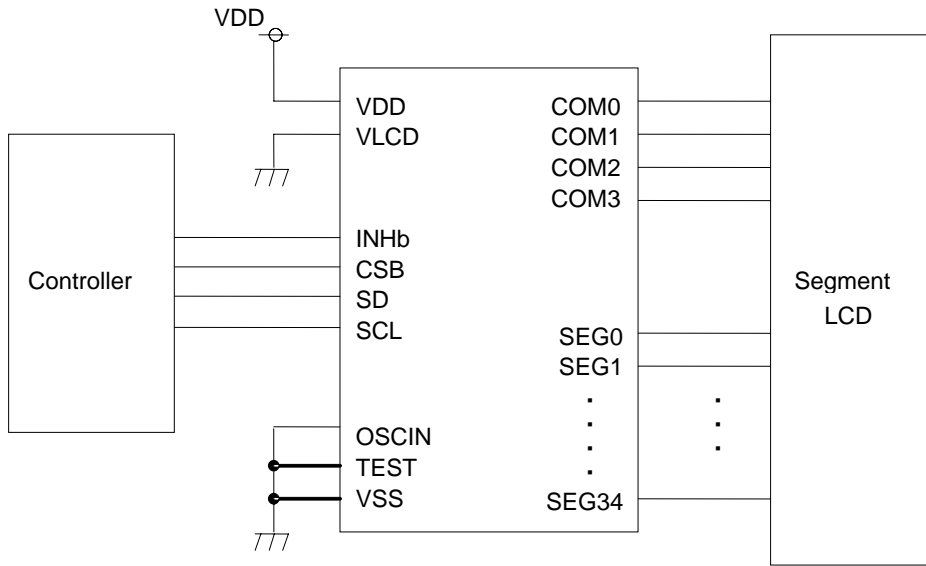 VDD
VDD
VLCD
INHb
CSB
SD
SCL
OSCIN
TEST
VSS
COM0
COM1
COM2
COM3
SEG0
SEG1
SEG34
Controller
Segment
LCD